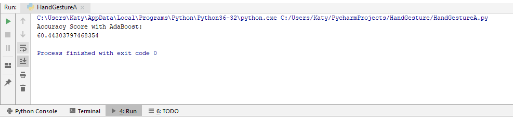 Run: HandGestureA
C:\Users\Katy\AppData\Local\Programs\Python\Python36-32\python.exe C:/Users/Katy/PycharmProjects/HandGesture/HandGestureA.py
Accuracy Score with AdaBoost:
60.44303797468354
Process finished with exit code 0
Python Console Terminal 4: Run 6: TODO